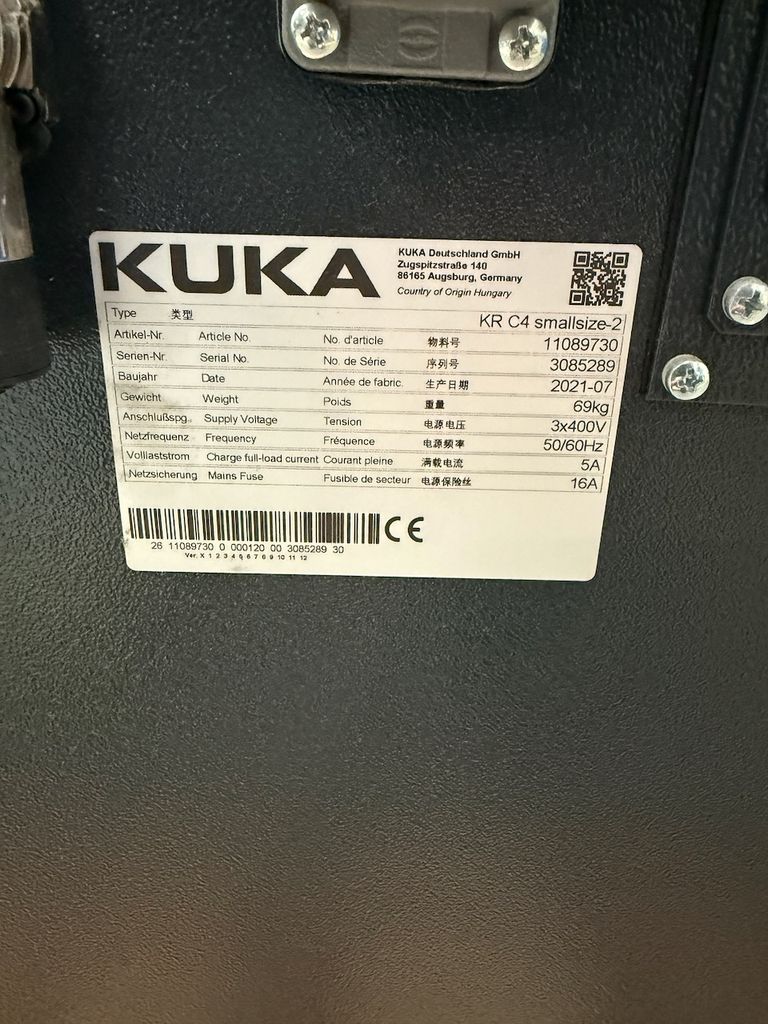 KUKA
KUKA Deutschland GmbH
Zugspitzstraße 140
86165 Augsburg, Germany
Country of Origin Hungary
Type 类型 KR C4 smallsize-2
Artikel-Nr. Article No. No. d'article 物料号 11089730
Serien-Nr. Serial No. No. de Série 序列号 3085289
Baujahr Date Année de fabric. 生产日期 2021-07
Gewicht Weight Poids 重量 69kg
Anschlußspg. Supply Voltage Tension 电源电压 3x400V
Netzfrequenz Frequency Fréquence 电源频率 50/60Hz
Volllaststrom Charge full-load current Courant pleine 满载电流 5A
Netzsicherung Mains Fuse Fusible de secteur 电源保险丝 16A
CE
26 11089730 0 000120 00 3085289 30
Ver. X 1 2 3 4 5 6 7 8 9 10 11 12